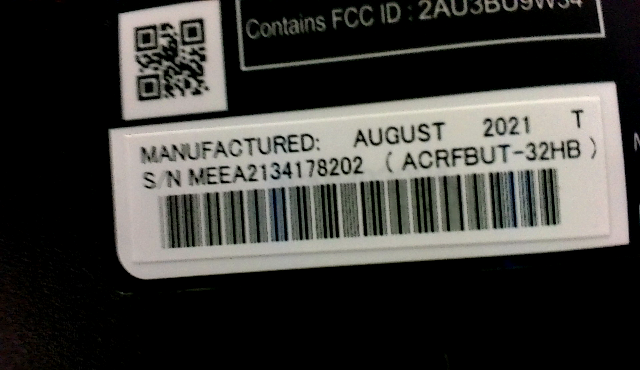 Contains FCC ID : 2AU3BU9W34
MANUFACTURED: AUGUST 2021 T
S/N MEEA2134178202 ( ACRFBUT-32HB )